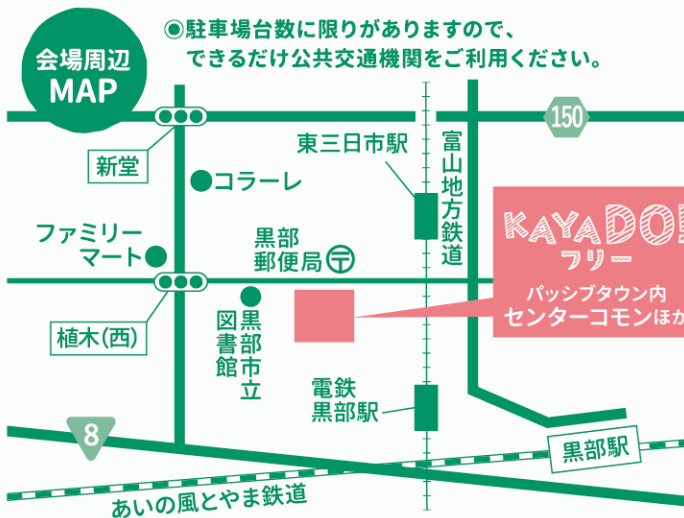 会場周辺
MAP
◉駐車場台数に限りがありますので、
できるだけ公共交通機関をご利用ください。
150
新堂
東三日市駅
富山地方鉄道
コラーレ
ファミリー
マート
黒部
郵便局〒
KAYADO!
フリー
パッシブタウン内
センターコモンほか
植木(西)
黒部市立
図書館
電鉄
黒部駅
8
黒部駅
あいの風とやま鉄道